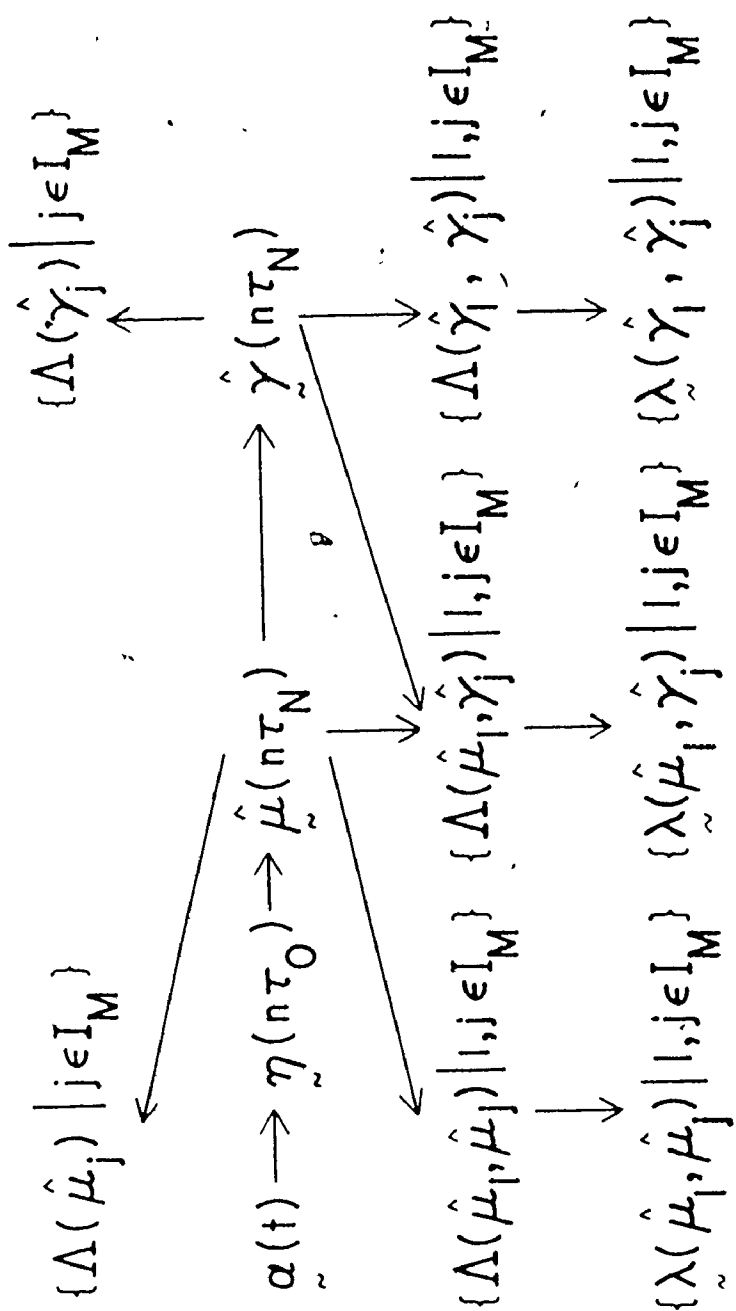 {Λ(μ̂_j) | j ϵ I_M} {Λ(γ̂_j) | j ϵ I_M}
α̰(t) → η̰(nτ_O) → μ̰̂(nτ_N) → γ̰̂(nτ_N)
{Λ(μ̂_l, μ̂_j) | l, j ϵ I_M} {Λ(μ̂_l, γ̂_j) | l, j ϵ I_M} {Λ(γ̂_l, γ̂_j) | l, j ϵ I_M}
{λ̰(μ̂_l, μ̂_j) | l, j ϵ I_M} {λ̰(μ̂_l, γ̂_j) | l, j ϵ I_M} {λ̰(γ̂_l, γ̂_j) | l, j ϵ I_M}